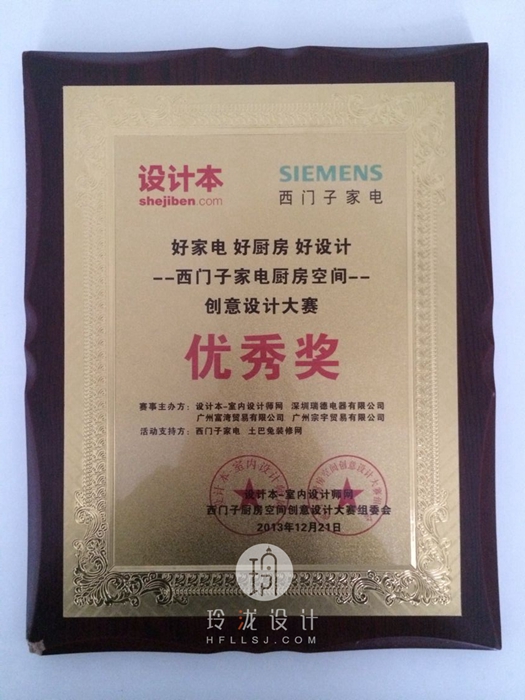 设计本
shejiben.com
SIEMENS
西门子家电
好家电 好厨房 好设计
--西门子家电厨房空间--
创意设计大赛
优秀奖
赛事主办方：设计本-室内设计师网 深圳瑞德电器有限公司
广州富湾贸易有限公司 广州宗宇贸易有限公司
活动支持方：西门子家电 土巴兔装修网
设计本-室内设计师网
西门子厨房空间创意设计大赛组委会
2013年12月21日
玲珑设计
HFLLSJ.COM